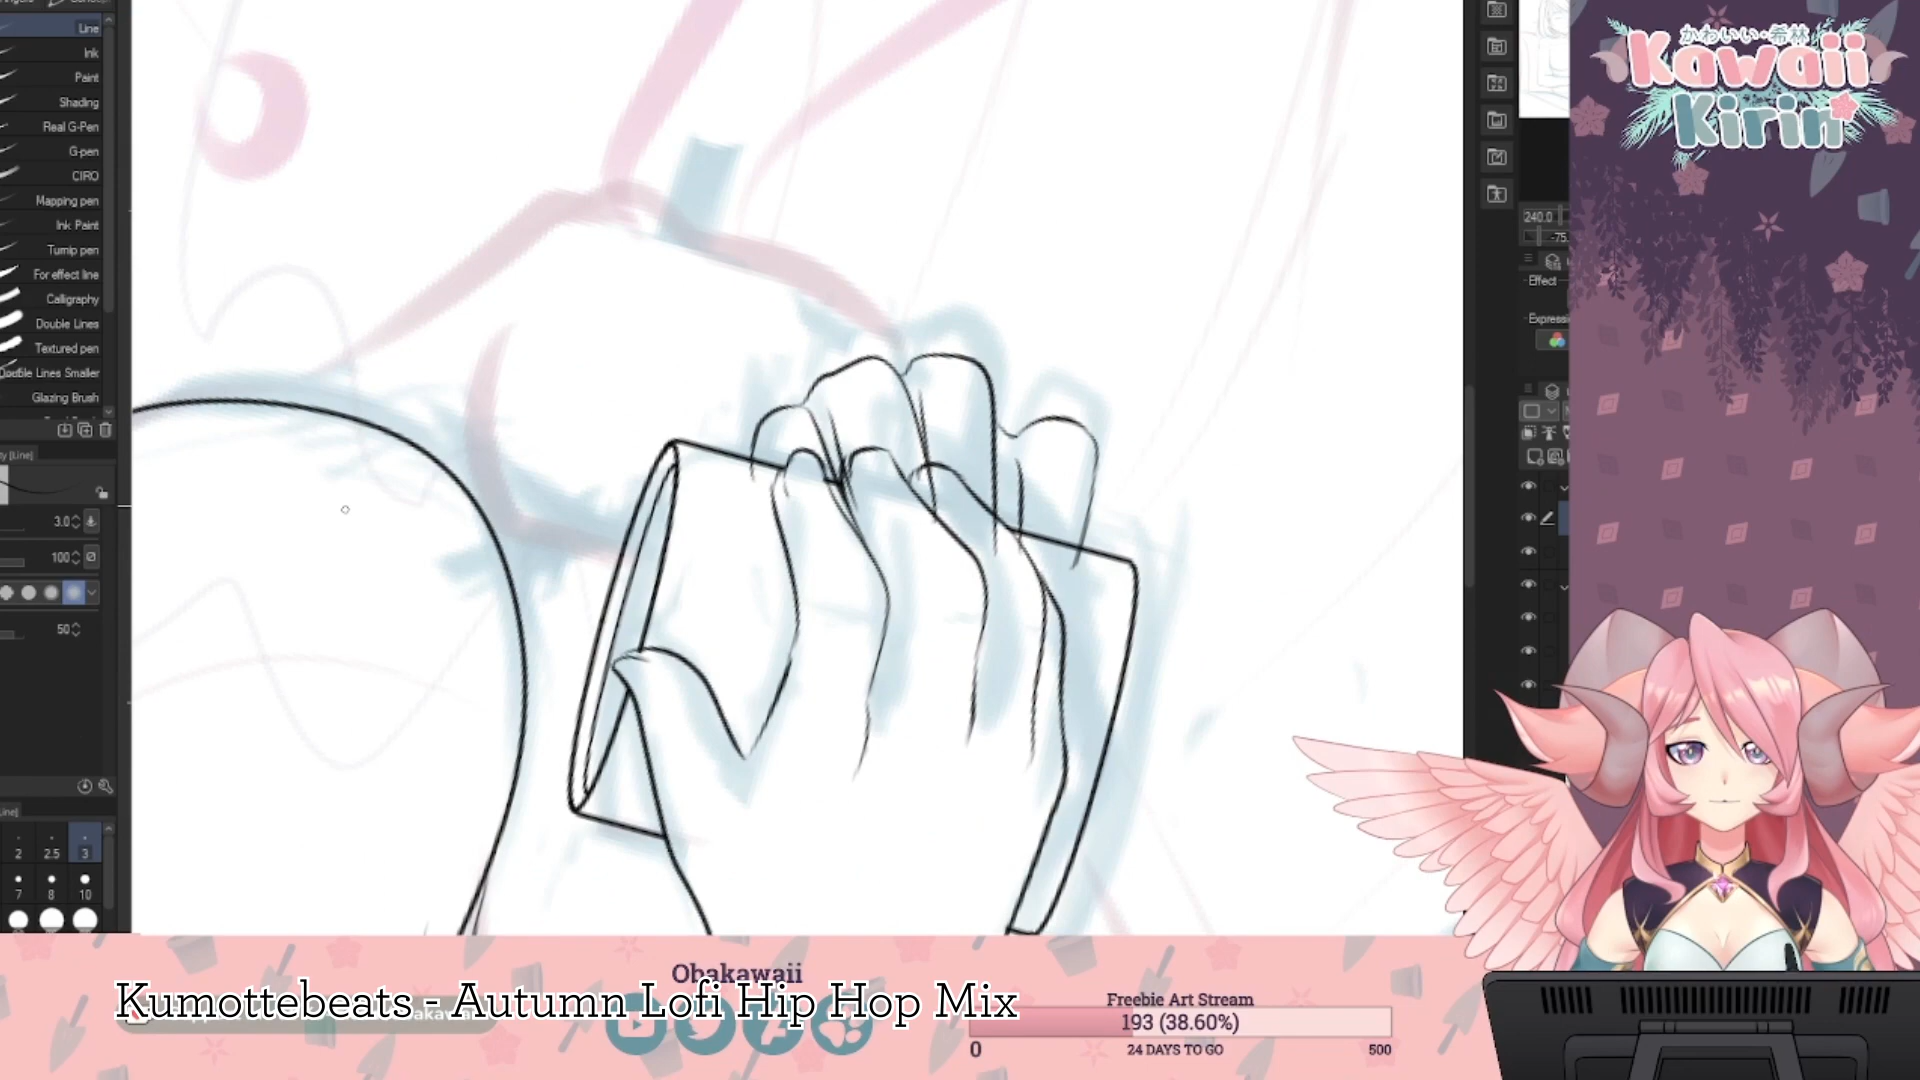 Line
Ink
Paint
Shading
Real G-Pen
G-pen
CIRO
Mapping pen
Ink Paint
Turnip pen
For effect line
Calligraphy
Double Lines
Textured pen
Double Lines Smaller
Glazing Brush
[Line]
3.0
100
50
2 2.5 3
7 8 10
240.0
-75
Effect
Expressi
かわいい・希林
Kawaii
Kirin
Obakawaii
Kumottebeats - Autumn Lofi Hip Hop Mix
Freebie Art Stream
193 (38.60%)
0 24 DAYS TO GO 500